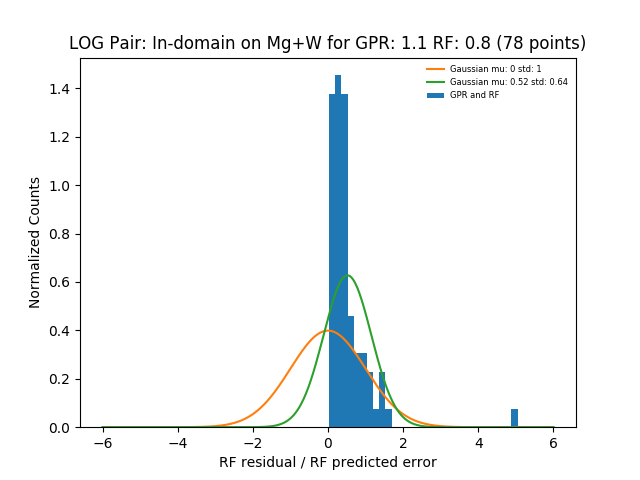 LOG Pair: In-domain on Mg+W for GPR: 1.1 RF: 0.8 (78 points)
Gaussian mu: 0 std: 1
Gaussian mu: 0.52 std: 0.64
GPR and RF
Normalized Counts
1.4
1.2
1.0
0.8
0.6
0.4
0.2
0.0
−6 −4 −2 0 2 4 6
RF residual / RF predicted error